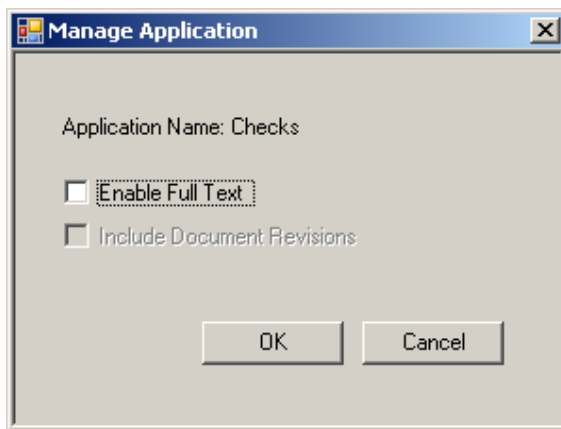 Manage Application
Application Name: Checks
Enable Full Text
Include Document Revisions
OK Cancel